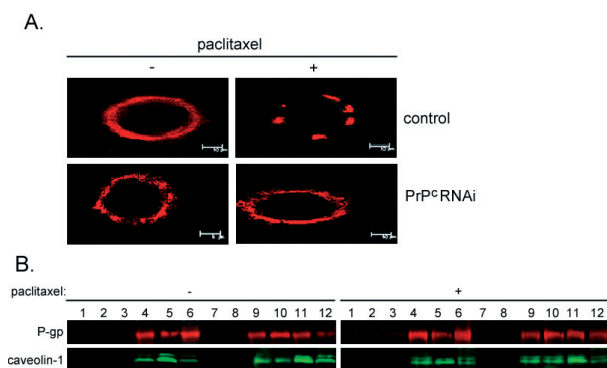 A.
paclitaxel
- +
control
PrPᶜ RNAi
B.
paclitaxel: - +
1 2 3 4 5 6 7 8 9 10 11 12 1 2 3 4 5 6 7 8 9 10 11 12
P-gp
caveolin-1